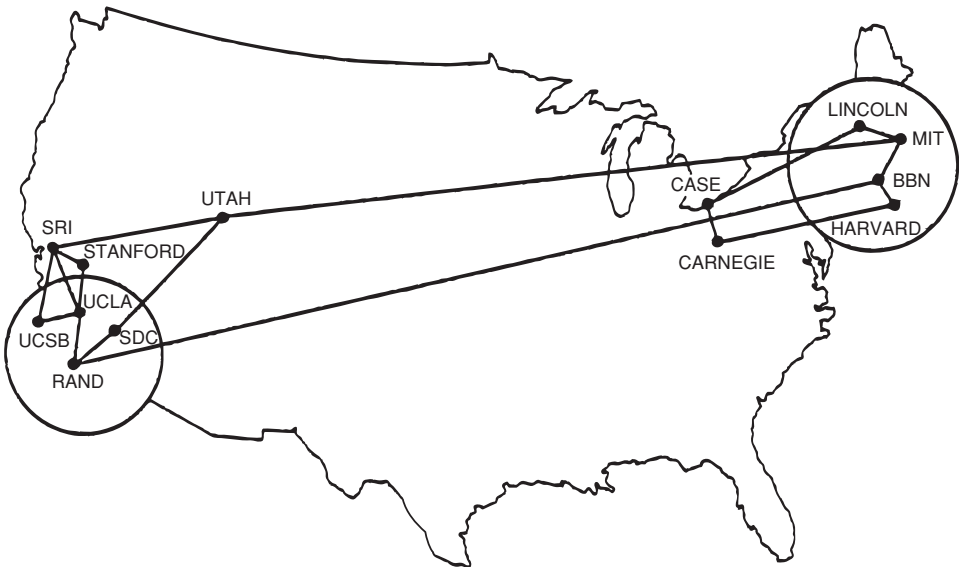 LINCOLN
MIT
BBN
CASE
UTAH
HARVARD
SRI
STANFORD
CARNEGIE
UCLA
UCSB
SDC
RAND